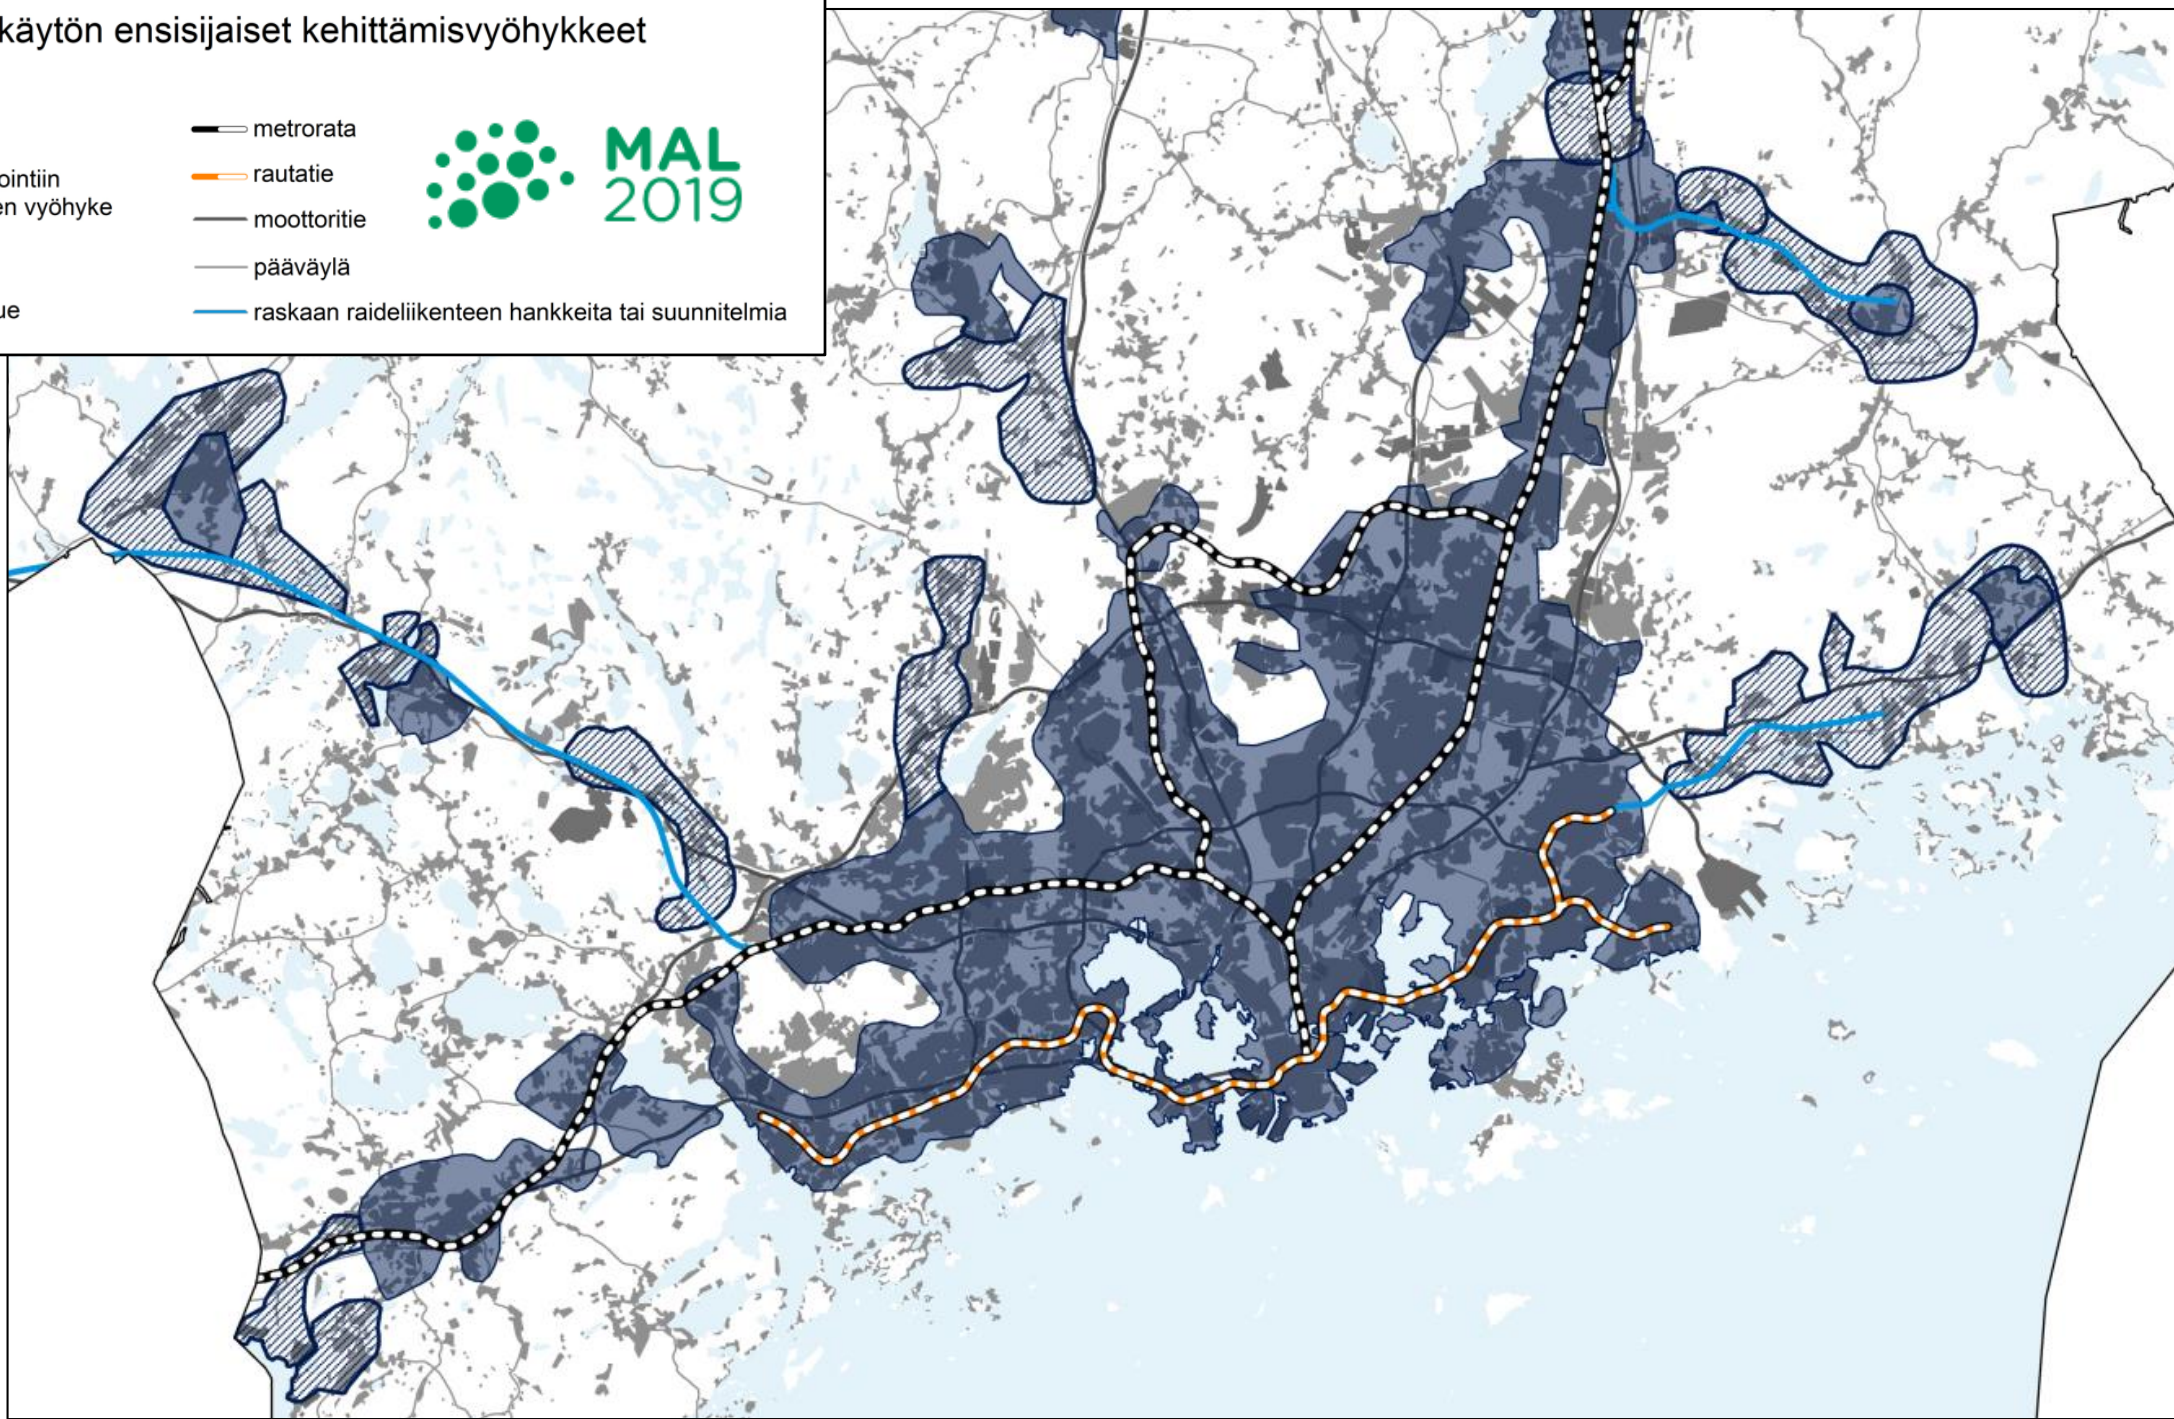 käytön ensisijaiset kehittämisvyöhykkeet
metrorata
rautatie
ointiin
en vyöhyke
moottoritie
pääväylä
ue
raskaan raideliikenteen hankkeita tai suunnitelmia
MAL
2019